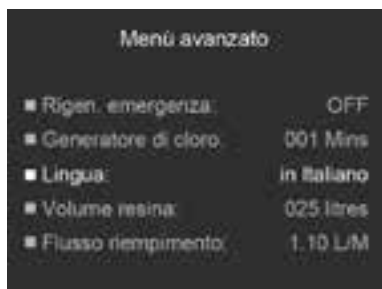 Menù avanzato
Rigen. emergenza: OFF
Generatore di cloro: 001 Mins
Lingua: in Italiano
Volume resina: 025 litres
Flusso riempimento: 1.10 L/M